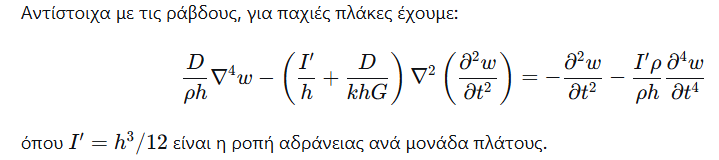 Αντίστοιχα με τις ράβδους, για παχιές πλάκες έχουμε:
\frac{D}{\rho h}\nabla^4 w - \left(\frac{I'}{h} + \frac{D}{khG}\right)\nabla^2\left(\frac{\partial^2 w}{\partial t^2}\right) = -\frac{\partial^2 w}{\partial t^2} - \frac{I'\rho}{\rho h}\frac{\partial^4 w}{\partial t^4}
όπου I' = h^3/12 είναι η ροπή αδράνειας ανά μονάδα πλάτους.